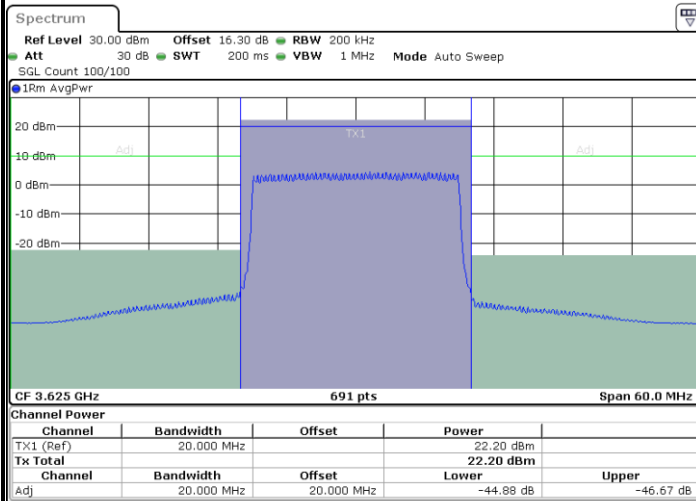 Spectrum
Ref Level 30.00 dBm Offset 16.30 dB RBW 200 kHz
Att 30 dB SWT 200 ms VBW 1 MHz Mode Auto Sweep
SGL Count 100/100
1Rm AvgPwr
20 dBm
TX1
Adj
Adj
10 dBm
0 dBm
-10 dBm
-20 dBm
CF 3.625 GHz 691 pts Span 60.0 MHz
Channel Power
Channel Bandwidth Offset Power
TX1 (Ref) 20.000 MHz 22.20 dBm
Tx Total 22.20 dBm
Channel Bandwidth Offset Lower Upper
Adj 20.000 MHz 20.000 MHz -44.88 dB -46.67 dB